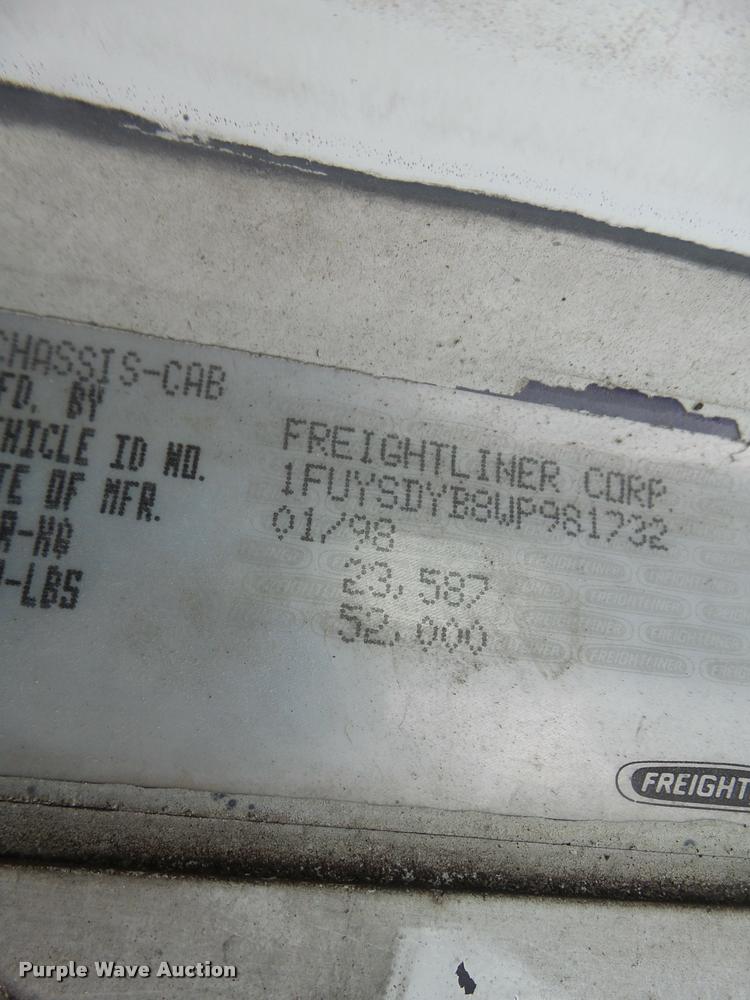 CHASSIS-CAB
FD. BY FREIGHTLINER CORP.
HICLE ID NO. 1FUYSDYB8WP981732
TE OF MFR. 01/98
R-KG 23,587
-LBS 52,000
FREIGHTLINER
FREIGHT
Purple Wave Auction